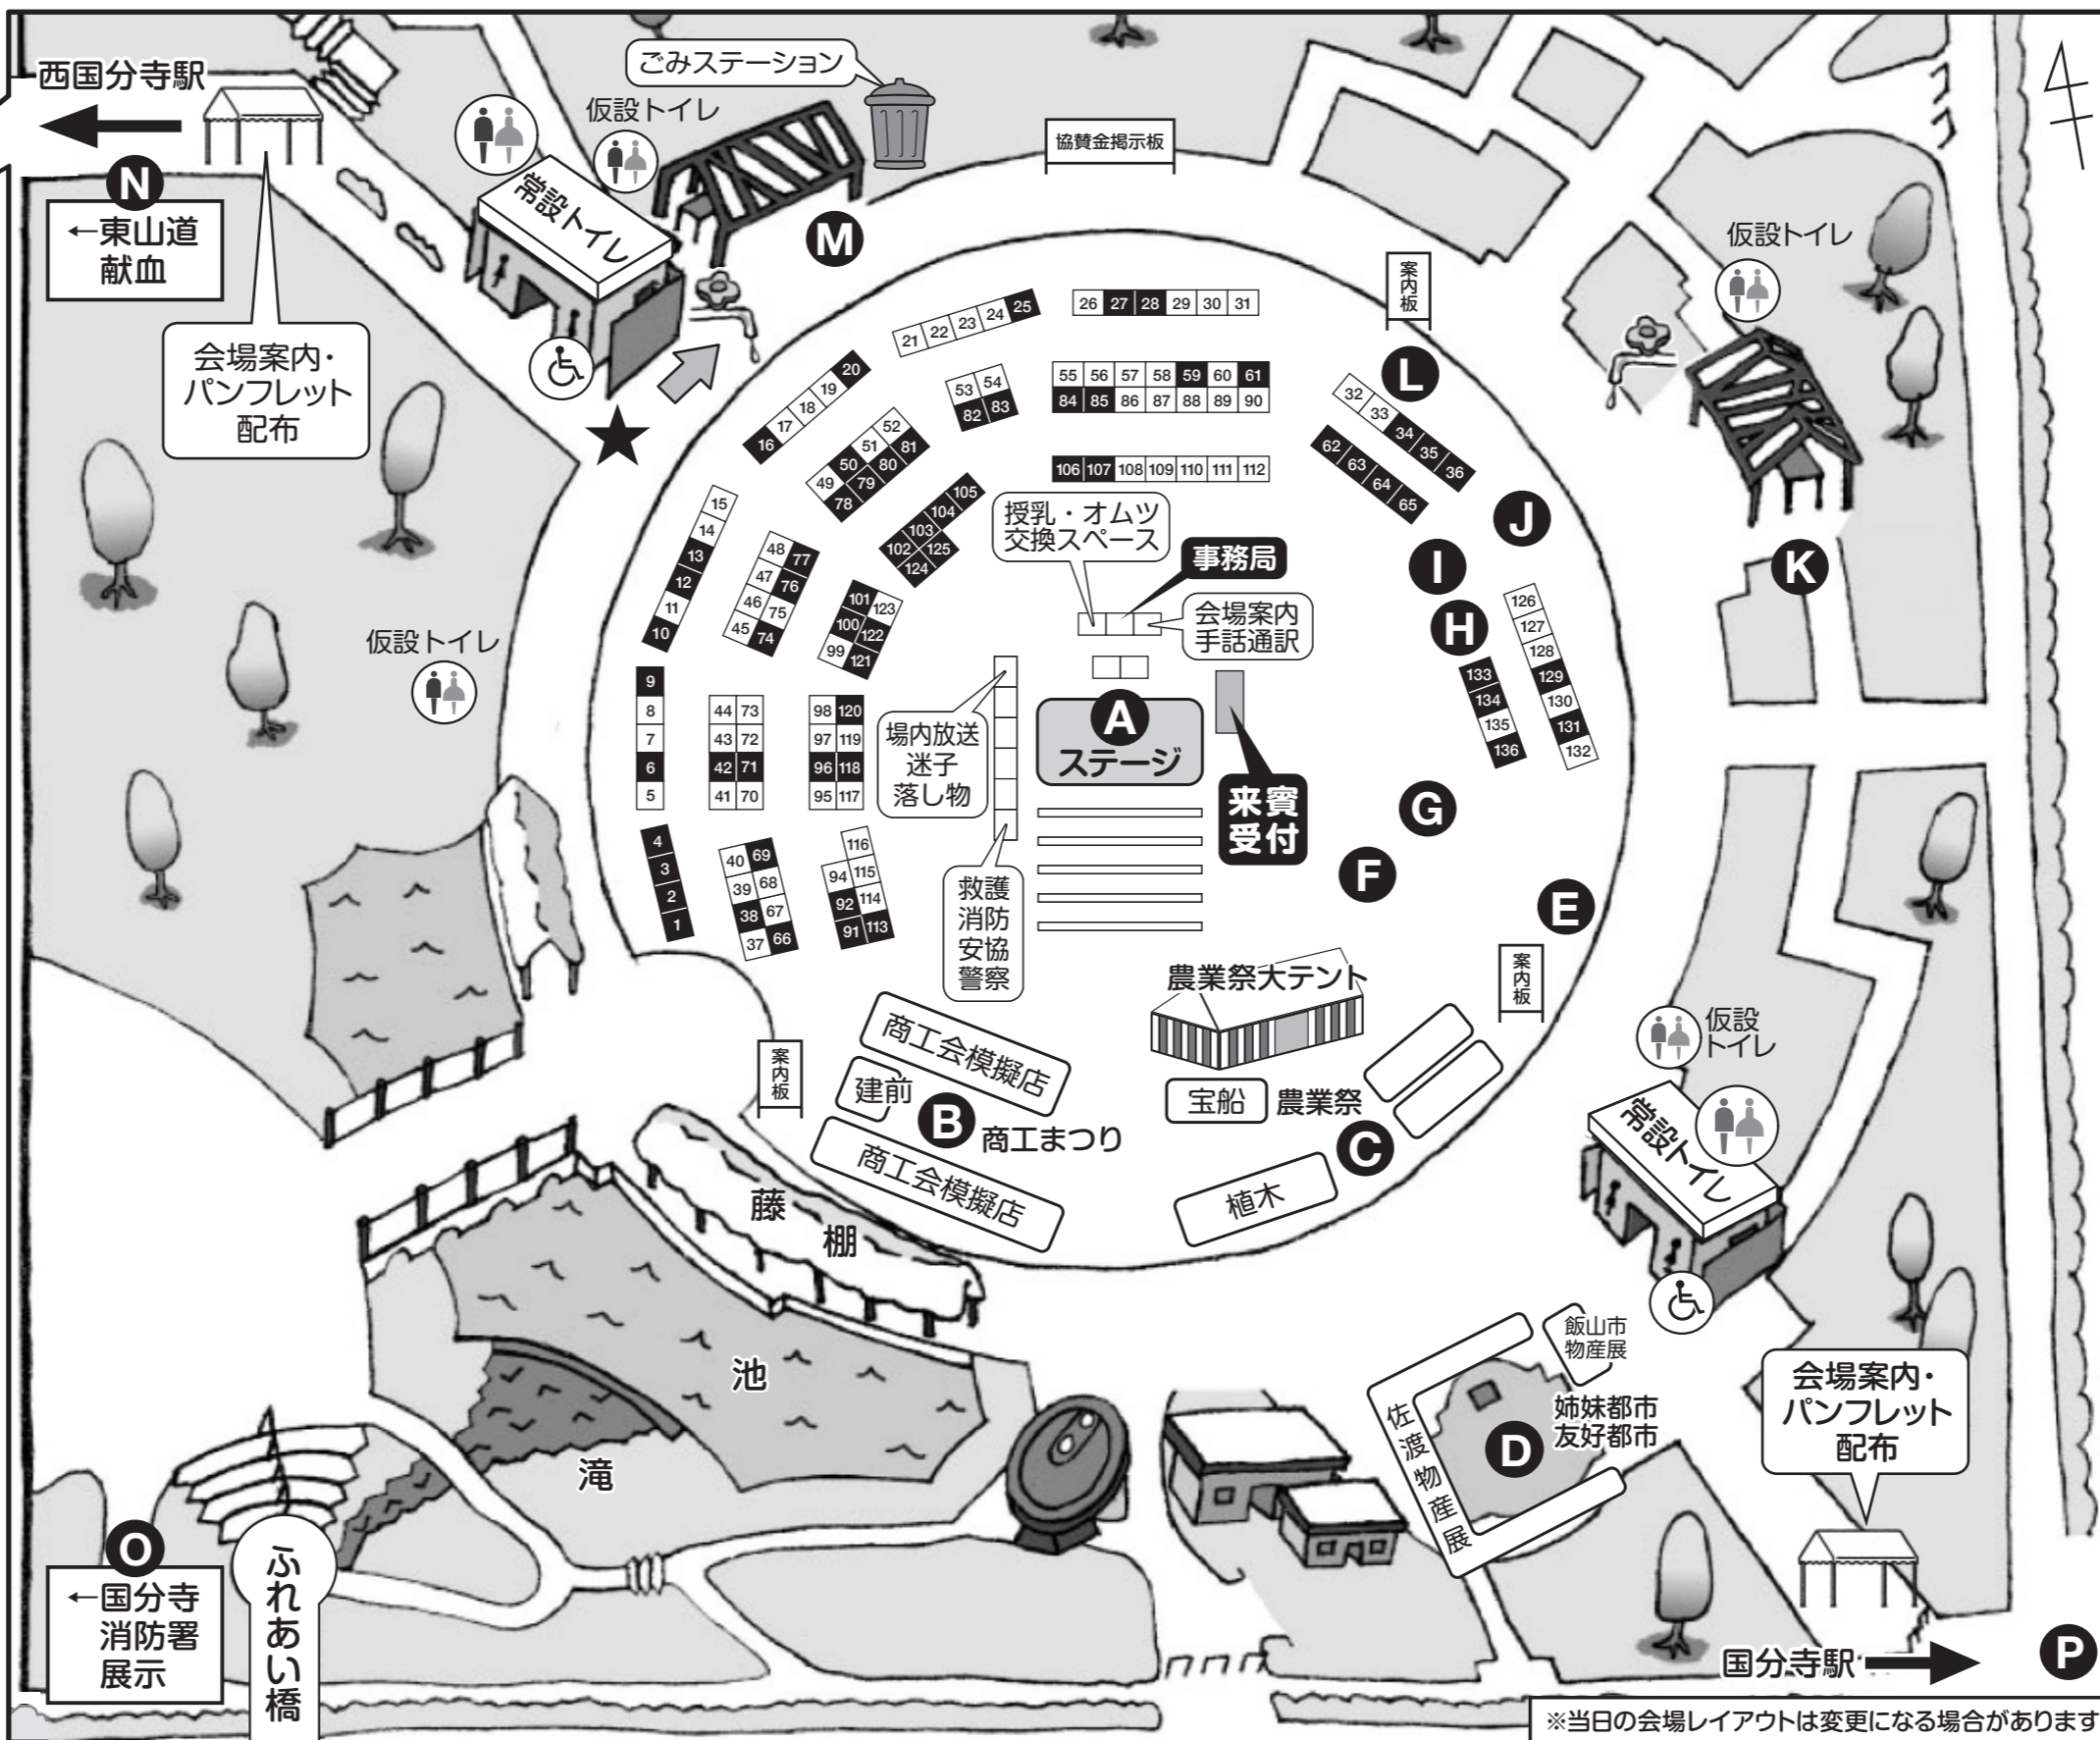 西国分寺駅
ごみステーション
仮設トイレ
協賛金掲示板
N
←東山道
献血
常設トイレ
M
仮設トイレ
案内板
会場案内・
パンフレット
配布
21 22 23 24 25
26 27 28 29 30 31
16 17 18 19 20
53 54
82 83
55 56 57 58 59 60 61
84 85 86 87 88 89 90
L
32 33 34 35 36
62 63 64 65
49 50 51 52
78 79 80 81
106 107 108 109 110 111 112
102 103 104 105
124 125
10 11 12 13 14 15
45 46 47 48
74 75 76 77
99 100 101
121 122 123
授乳・オムツ
交換スペース
事務局
会場案内
手話通訳
J
I
H
K
126
127
128
129
130
131
132
133
134
135
136
仮設トイレ
9
8
7
6
5
44 73
43 72
42 71
41 70
98 120
97 119
96 118
95 117
場内放送
迷子
落し物
A
ステージ
来賓
受付
G
F
E
4
3
2
1
40 69
39 68
38 67
37 66
116
94 115
92 114
91 113
救護
消防
安協
警察
農業祭大テント
案内板
仮設
トイレ
案内板
商工会模擬店
建前
B
商工まつり
商工会模擬店
宝船
農業祭
C
植木
常設トイレ
藤棚
池
滝
飯山市
物産展
佐渡物産展
D
姉妹都市
友好都市
会場案内・
パンフレット
配布
O
←国分寺
消防署
展示
ふれあい橋
国分寺駅
P
※当日の会場レイアウトは変更になる場合があります